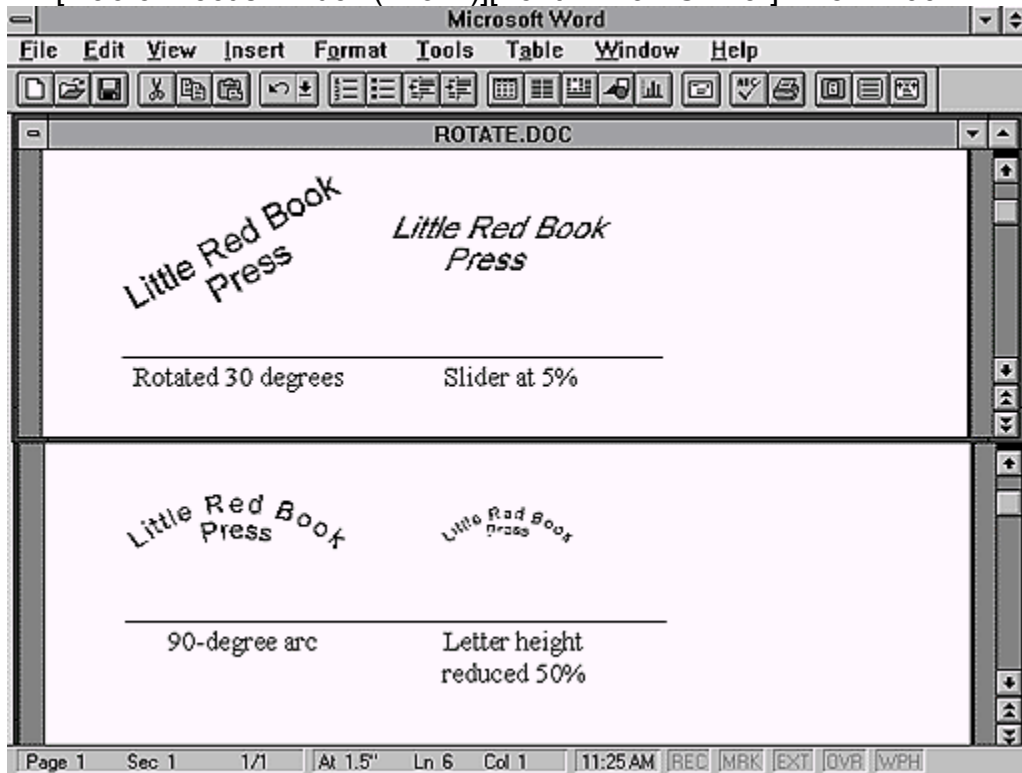 Microsoft Word
File Edit View Insert Format Tools Table Window Help
ABC
ROTATE.DOC
Little Red Book
Press
Little Red Book
Press
Rotated 30 degrees
Slider at 5%
Little Red Book
Press
Little Red Book
Press
90-degree arc
Letter height
reduced 50%
Page 1 Sec 1 1/1 At 1.5" Ln 6 Col 1 11:25 AM REC MRK EXT OVR WPH